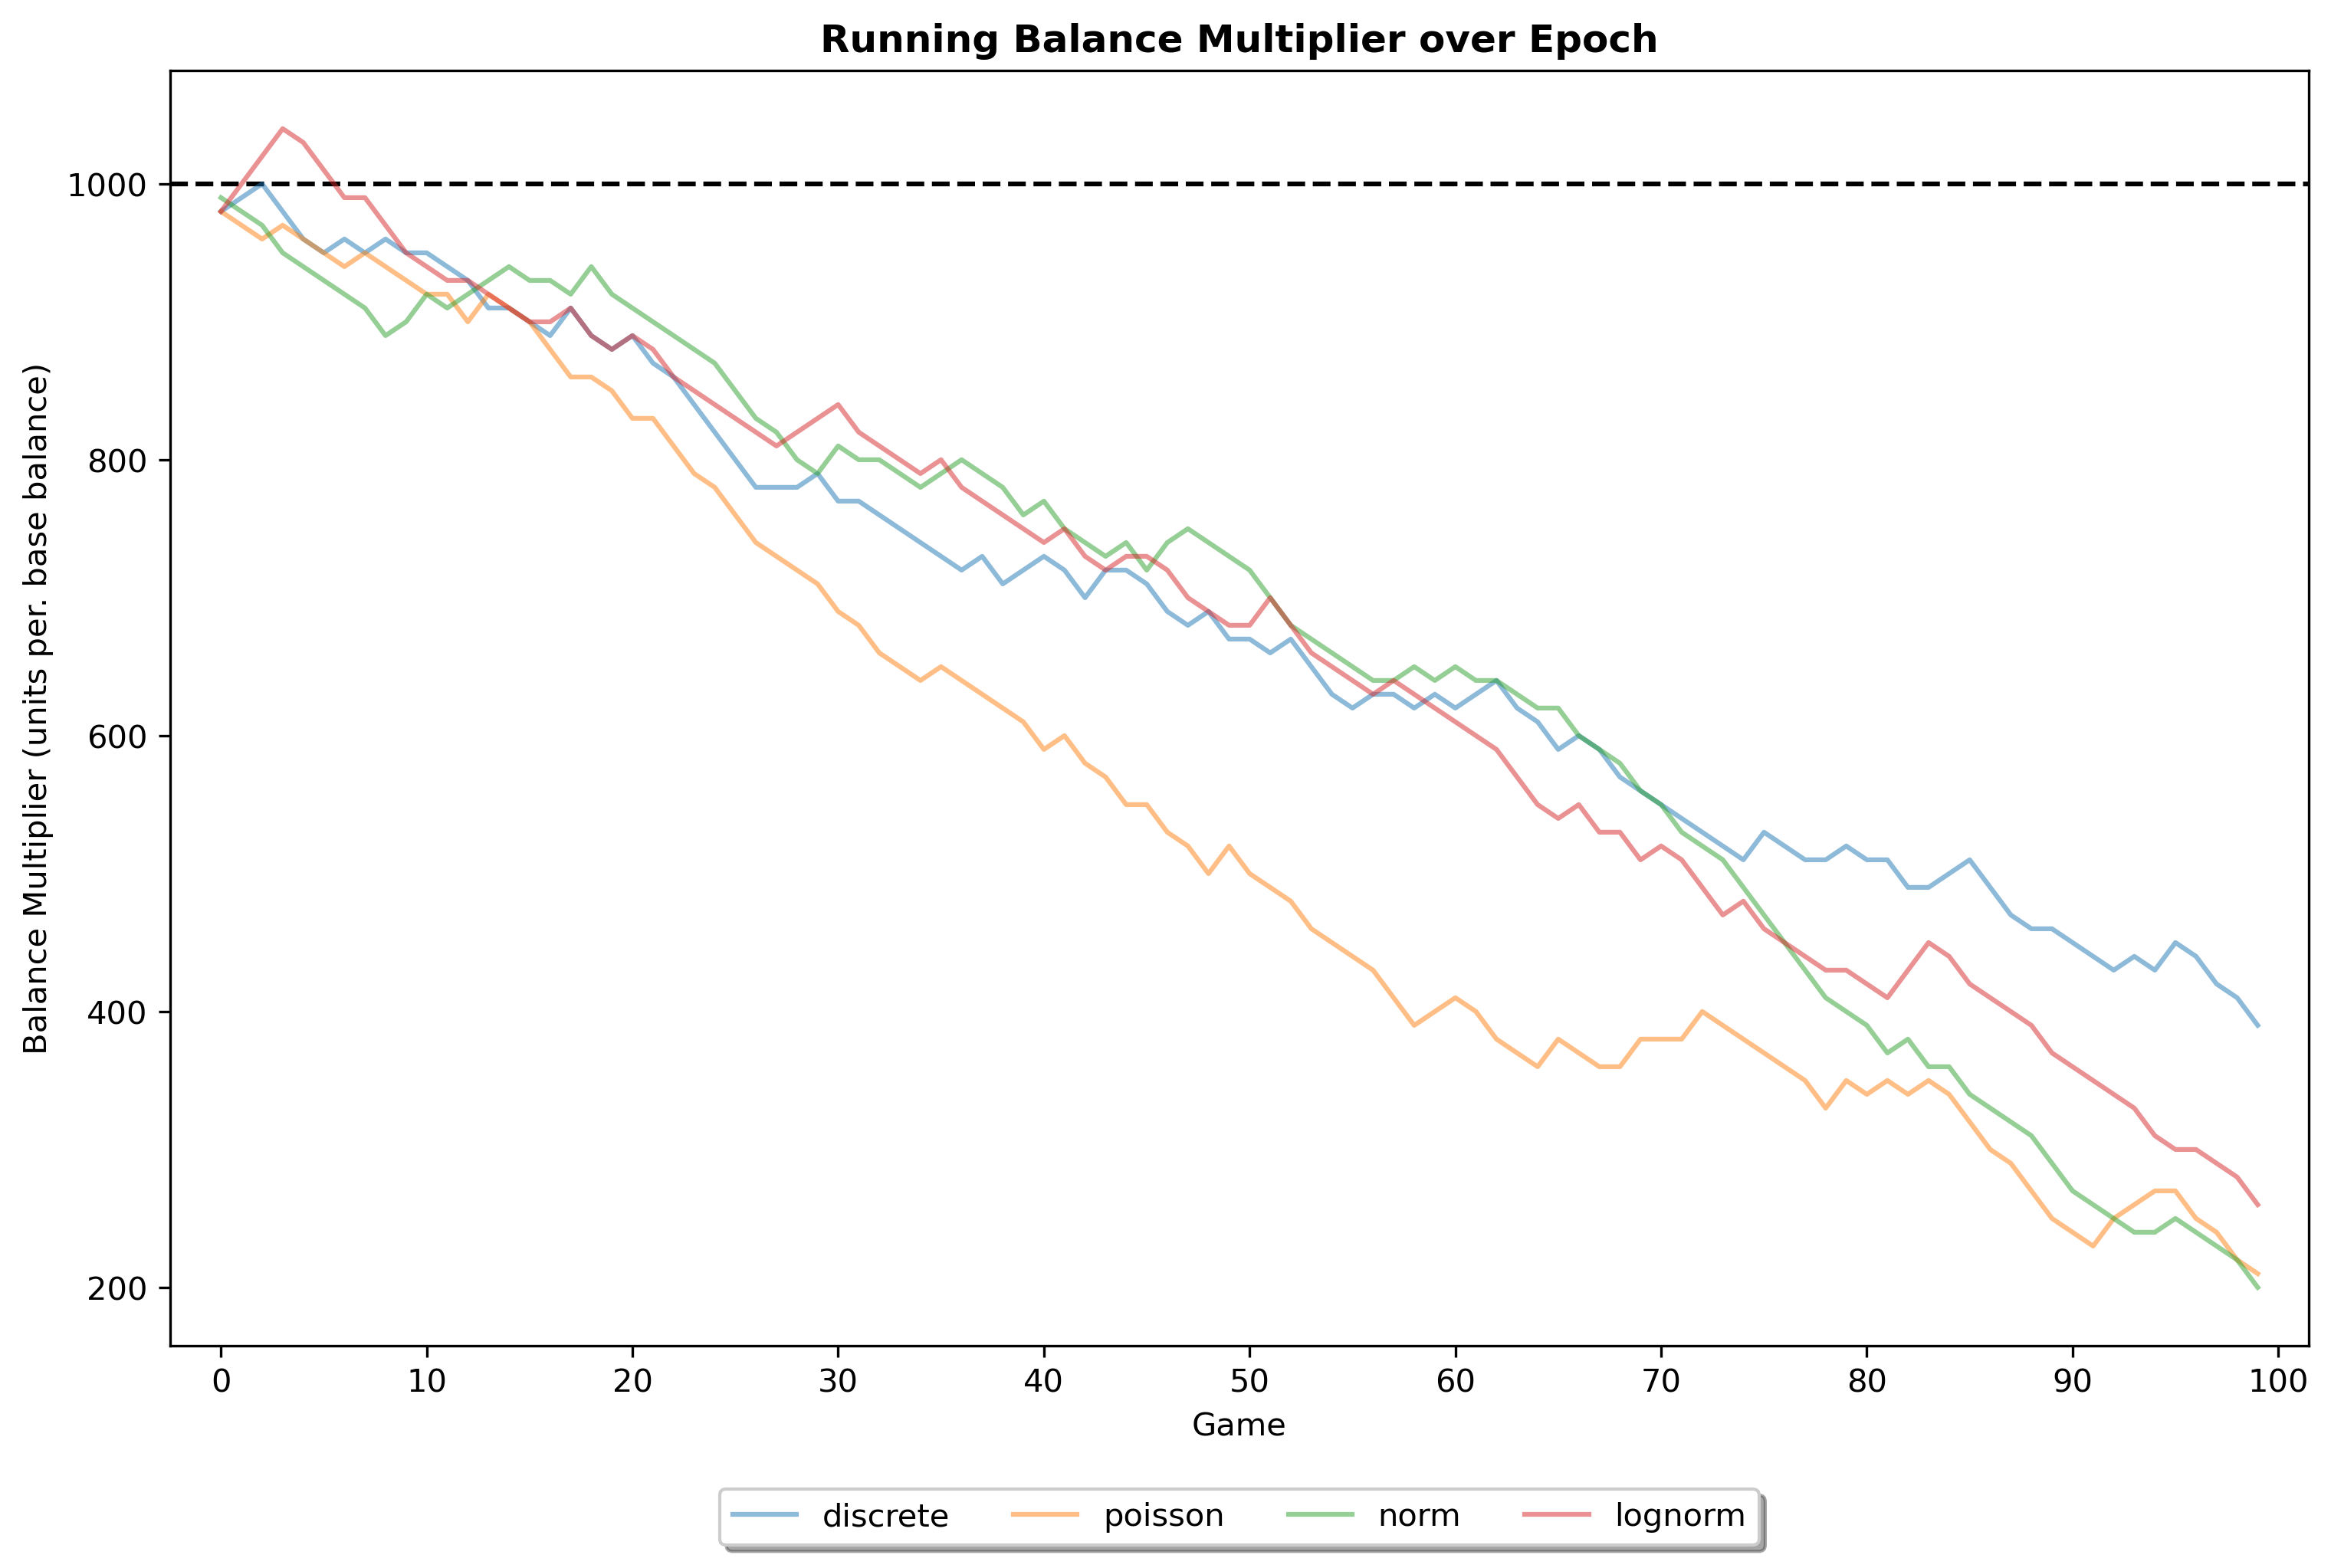 Running Balance Multiplier over Epoch
Balance Multiplier (units per. base balance)
1000
800
600
400
200
0 10 20 30 40 50 60 70 80 90 100
Game
discrete poisson norm lognorm